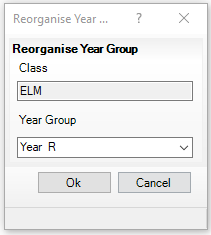 Reorganise Year ... ?
Reorganise Year Group
Class
ELM
Year Group
Year R
Ok Cancel